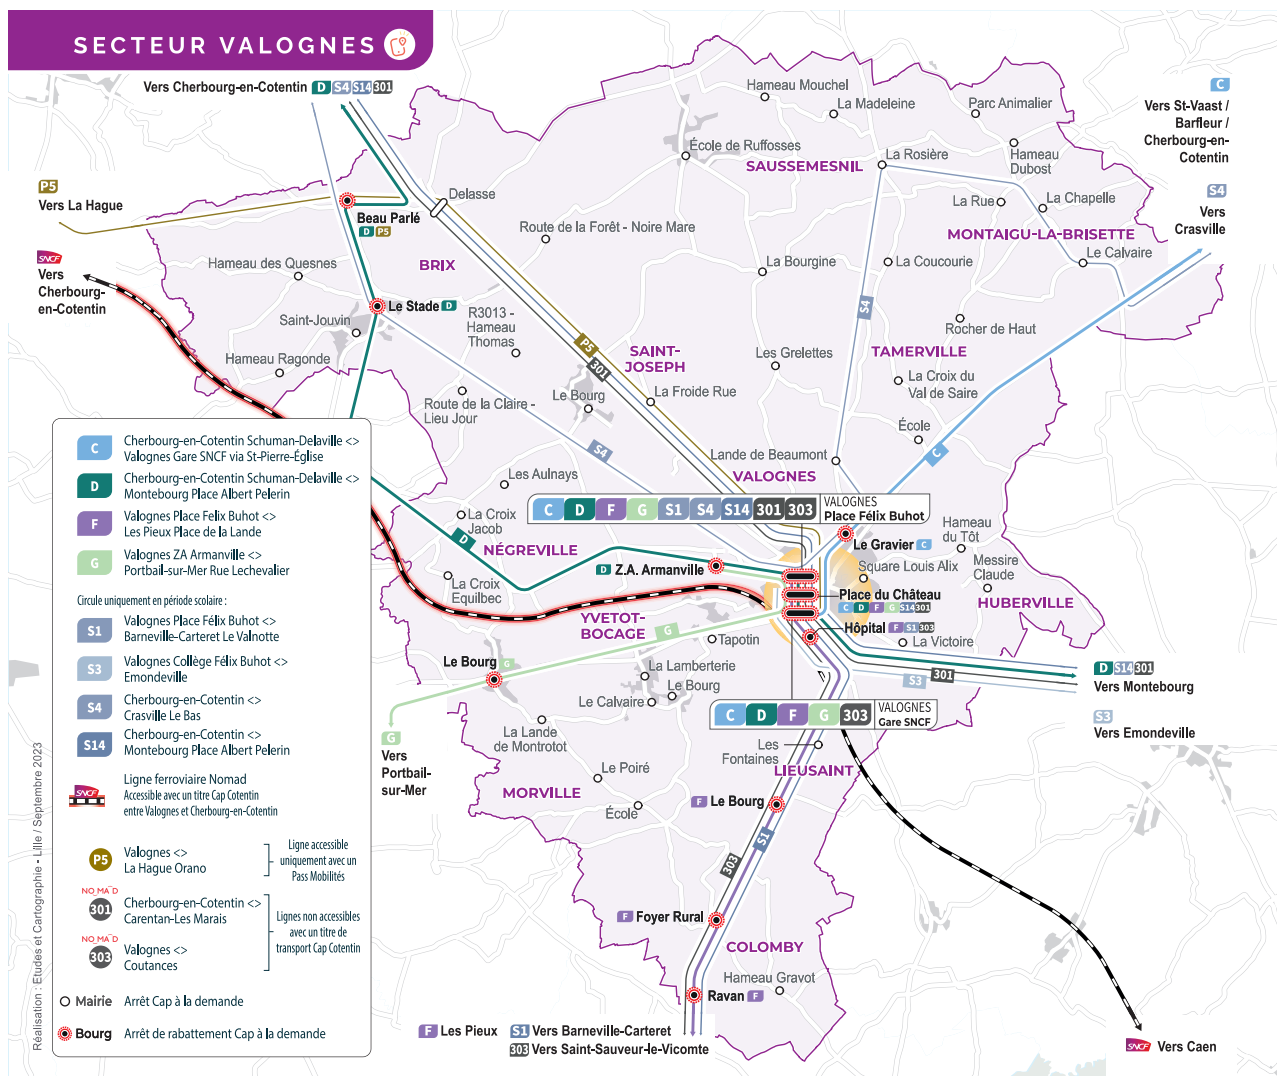 SECTEUR VALOGNES
Vers Cherbourg-en-Cotentin D S4 S14 301
C
Vers St-Vaast /
Barfleur /
Cherbourg-en-
Cotentin
S4
Vers
Crasville
P5
Vers La Hague
SNCF
Vers
Cherbourg-
en-Cotentin
Hameau Mouchel
La Madeleine
Parc Animalier
École de Ruffosses
SAUSSEMESNIL
La Rosière
Hameau
Dubost
Delasse
Beau Parlé
D P5
La Rue
La Chapelle
Route de la Forêt - Noire Mare
MONTAIGU-LA-BRISETTE
BRIX
Le Calvaire
Hameau des Quesnes
La Bourgine
La Coucourie
Le Stade D
S4
Saint-Jouvin
R3013 -
Hameau
Thomas
Rocher de Haut
P5
301
SAINT-
JOSEPH
Les Grelettes
TAMERVILLE
Hameau Ragonde
La Croix du
Val de Saire
La Froide Rue
Le Bourg
Route de la Claire -
Lieu Jour
École
S4
C
Lande de Beaumont
VALOGNES
Les Aulnays
C D F G S1 S4 S14 301 303
VALOGNES
Place Félix Buhot
La Croix
Jacob
D
NÉGREVILLE
Le Gravier C
Hameau
du Tôt
Square Louis Alix
Messire
Claude
D Z.A. Armanville
La Croix
Equilbec
Place du Château
C D F G S14 301
HUBERVILLE
YVETOT-
BOCAGE
G
Hôpital F S1 303
La Victoire
Tapotin
Le Bourg G
La Lamberterie
Le Bourg
Le Calvaire
301
S3
D S14 301
Vers Montebourg
C D F G 303
VALOGNES
Gare SNCF
S3
Vers Emondeville
La Lande
de Montrotot
G
Vers
Portbail-
sur-Mer
Les
Fontaines
Le Poiré
LIEUSAINT
MORVILLE
École
F Le Bourg
S1
303
F Foyer Rural
COLOMBY
Hameau Gravot
Ravan F
F Les Pieux
S1 Vers Barneville-Carteret
303 Vers Saint-Sauveur-le-Vicomte
SNCF Vers Caen
C
Cherbourg-en-Cotentin Schuman-Delaville <>
Valognes Gare SNCF via St-Pierre-Église
D
Cherbourg-en-Cotentin Schuman-Delaville <>
Montebourg Place Albert Pelerin
F
Valognes Place Félix Buhot <>
Les Pieux Place de la Lande
G
Valognes ZA Armanville <>
Portbail-sur-Mer Rue Lechevalier
Circule uniquement en période scolaire :
S1
Valognes Place Félix Buhot <>
Barneville-Carteret Le Valnotte
S3
Valognes Collège Félix Buhot <>
Emondeville
S4
Cherbourg-en-Cotentin <>
Crasville Le Bas
S14
Cherbourg-en-Cotentin <>
Montebourg Place Albert Pelerin
SNCF
Ligne ferroviaire Nomad
Accessible avec un titre Cap Cotentin
entre Valognes et Cherbourg-en-Cotentin
P5
Valognes <>
La Hague Orano
Ligne accessible
uniquement avec un
Pass Mobilités
NOMAD
301
Cherbourg-en-Cotentin <>
Carentan-Les Marais
NOMAD
303
Valognes <>
Coutances
Lignes non accessibles
avec un titre de
transport Cap Cotentin
Mairie Arrêt Cap à la demande
Bourg Arrêt de rabattement Cap à la demande
Réalisation : Etudes et Cartographie - Lille / Septembre 2023